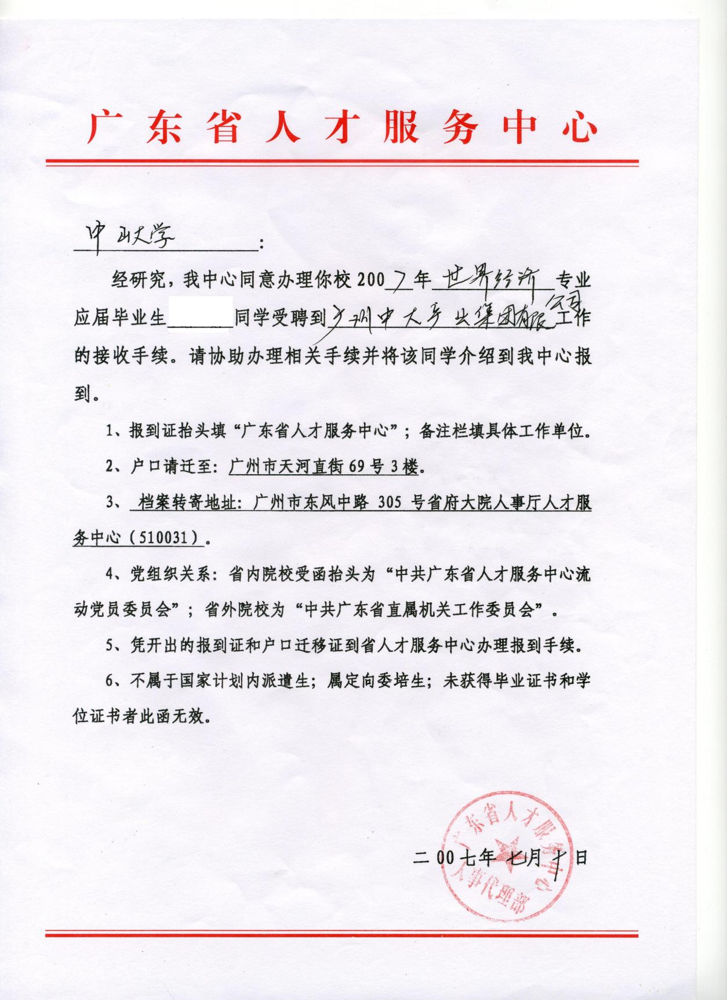 广东省人才服务中心
中山大学：
经研究，我中心同意办理你校2007年世界经济专业
应届毕业生 同学受聘到广州中大产业集团有限公司工作
的接收手续。请协助办理相关手续并将该同学介绍到我中心报
到。
1、报到证抬头填“广东省人才服务中心”；备注栏填具体工作单位。
2、户口请迁至：广州市天河直街69号3楼。
3、档案转寄地址：广州市东风中路 305 号省府大院人事厅人才服
务中心（510031）。
4、党组织关系：省内院校受函抬头为“中共广东省人才服务中心流
动党员委员会”；省外院校为“中共广东省直属机关工作委员会”.
5、凭开出的报到证和户口迁移证到省人才服务中心办理报到手续。
6、不属于国家计划内派遣生；属定向委培生；未获得毕业证书和学
位证书者此函无效。
广东省人才服务中心
二00七年七月十日
人事代理部